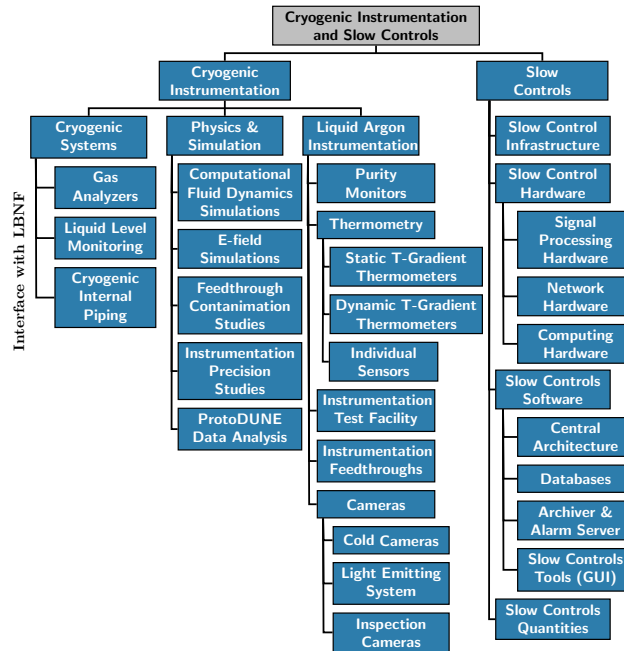 Cryogenic Instrumentation
and Slow Controls
Cryogenic
Instrumentation
Slow
Controls
Cryogenic
Systems
Physics &
Simulation
Liquid Argon
Instrumentation
Interface with LBNF
Gas
Analyzers
Liquid Level
Monitoring
Cryogenic
Internal
Piping
Computational
Fluid Dynamics
Simulations
E-field
Simulations
Feedthrough
Contanimation
Studies
Instrumentation
Precision
Studies
ProtoDUNE
Data Analysis
Purity
Monitors
Thermometry
Static T-Gradient
Thermometers
Dynamic T-Gradient
Thermometers
Individual
Sensors
Instrumentation
Test Facility
Instrumentation
Feedthroughs
Cameras
Cold Cameras
Light Emitting
System
Inspection
Cameras
Slow Control
Infrastructure
Slow Control
Hardware
Signal
Processing
Hardware
Network
Hardware
Computing
Hardware
Slow Controls
Software
Central
Architecture
Databases
Archiver &
Alarm Server
Slow Controls
Tools (GUI)
Slow Controls
Quantities